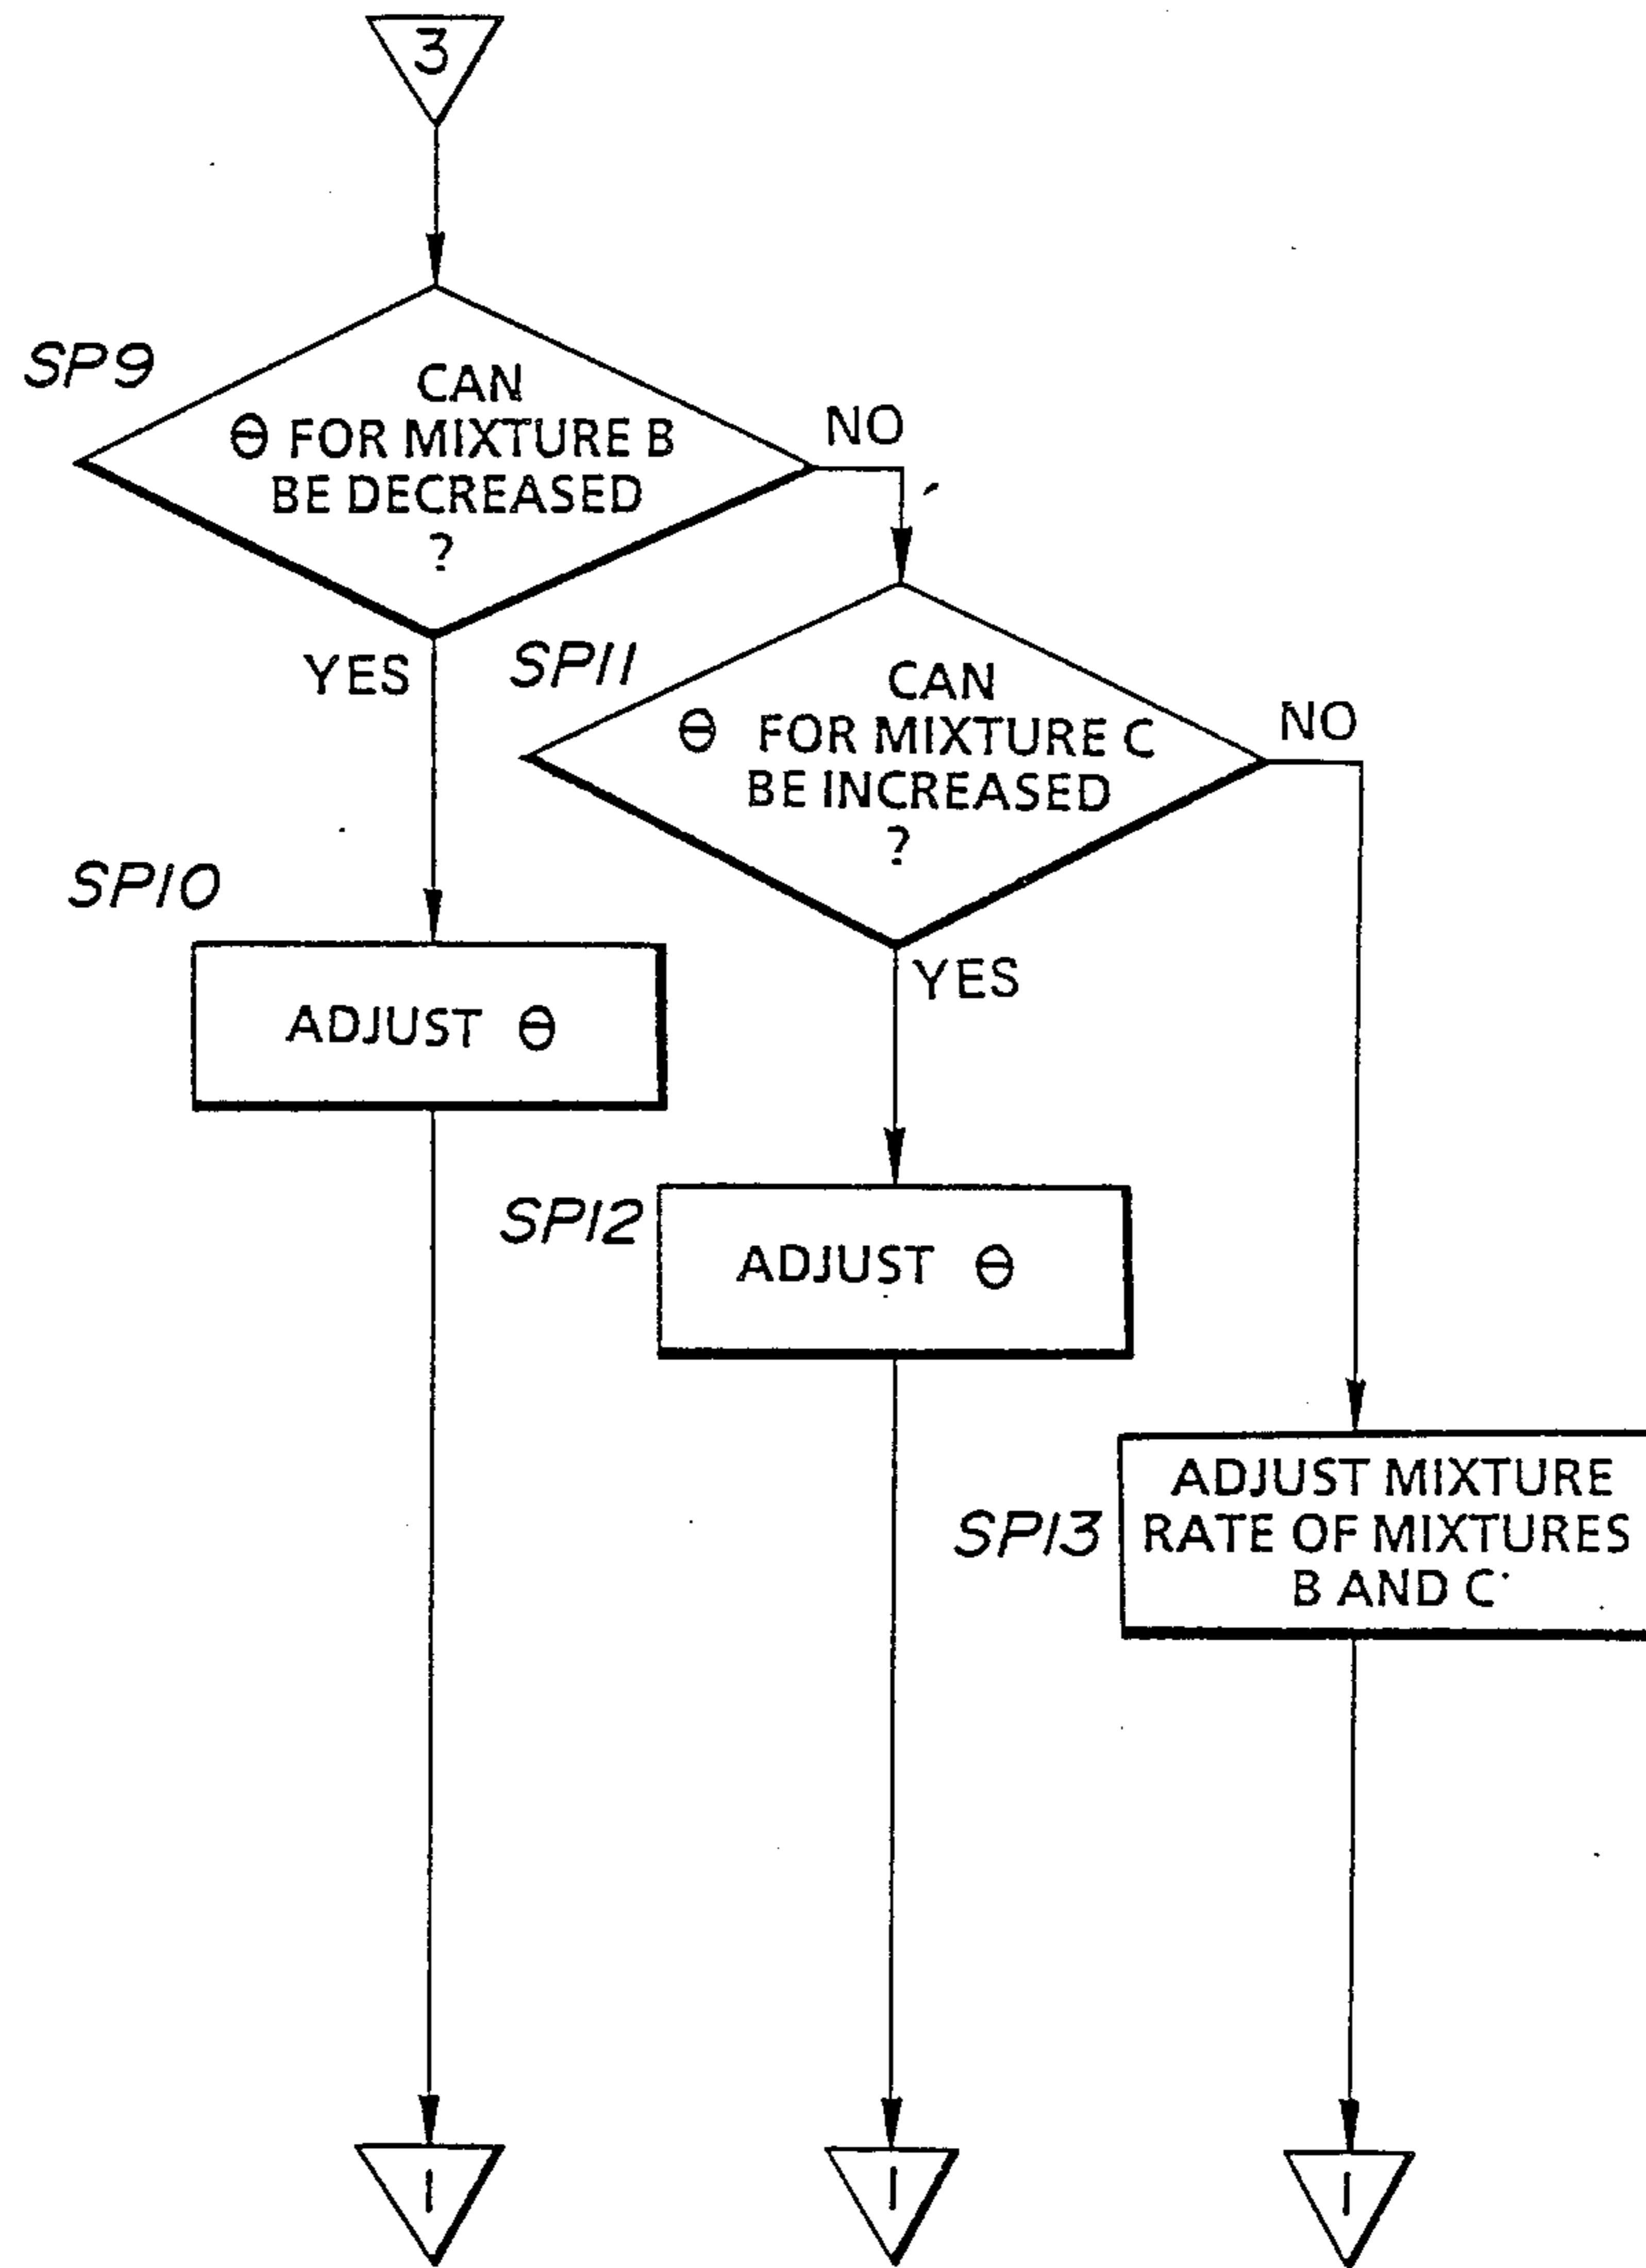 3
SP9
CAN
Θ FOR MIXTURE B
BE DECREASED
?
NO
YES
SP11
CAN
Θ FOR MIXTURE C
BE INCREASED
?
NO
YES
SP10
ADJUST Θ
SP12
ADJUST Θ
SP13
ADJUST MIXTURE
RATE OF MIXTURES
B AND C
1
1
1